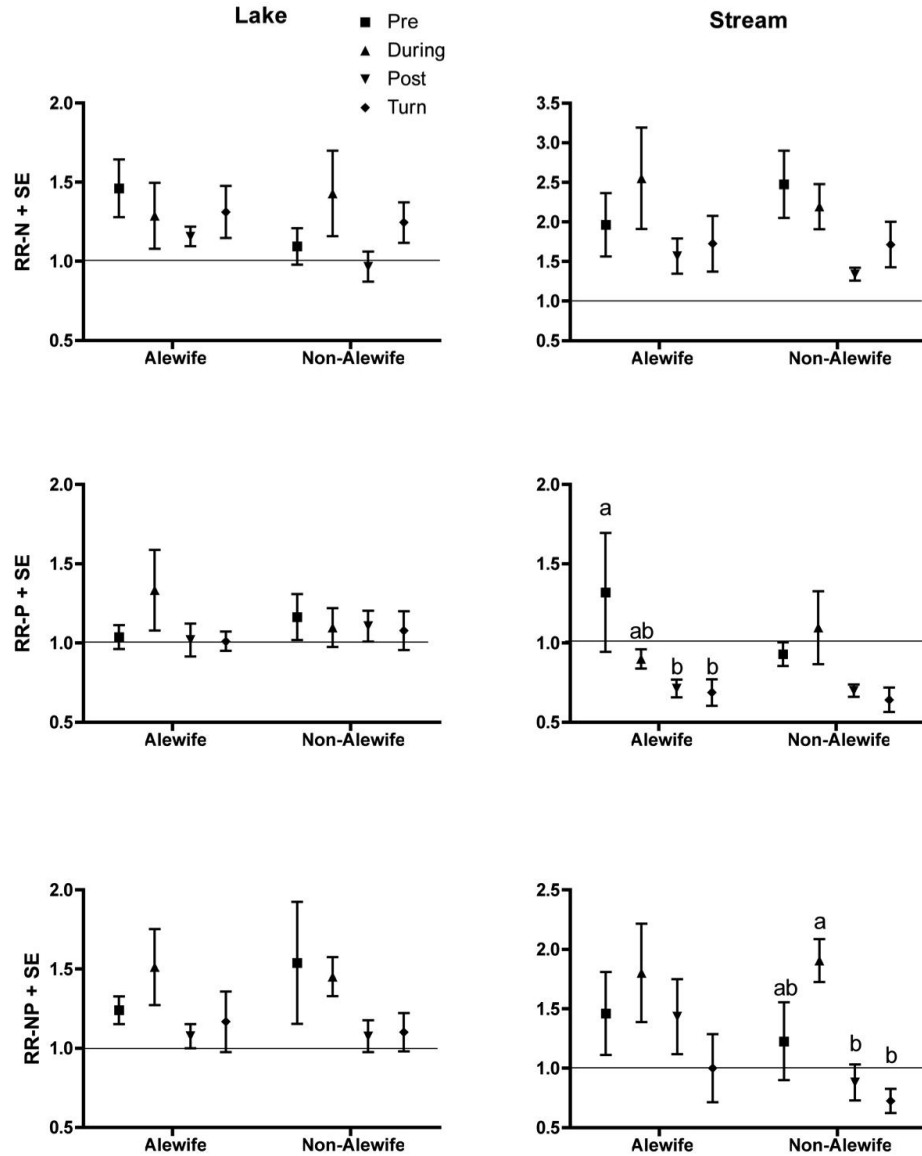 Lake
Stream
Pre
During
Post
Turn
RR-N + SE
2.0
1.5
1.0
0.5
Alewife
Non-Alewife
3.5
3.0
2.5
2.0
1.5
1.0
0.5
Alewife
Non-Alewife
RR-P + SE
2.0
1.5
1.0
0.5
Alewife
Non-Alewife
2.0
1.5
1.0
0.5
a
ab
b
b
Alewife
Non-Alewife
RR-NP + SE
2.0
1.5
1.0
0.5
Alewife
Non-Alewife
2.5
2.0
1.5
1.0
0.5
ab
a
b
b
Alewife
Non-Alewife